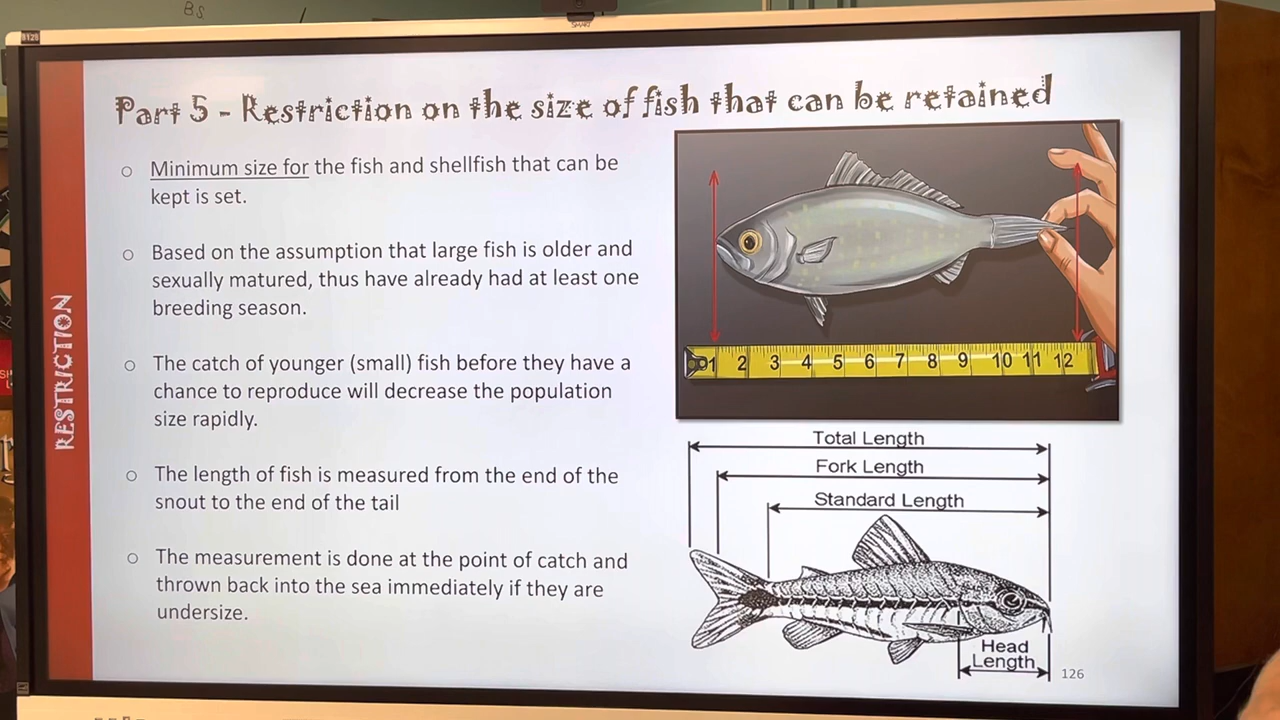 BS
SMART
Part 5 - Restriction on the size of fish that can be retained
RESTRICTION
○ Minimum size for the fish and shellfish that can be
kept is set.
○ Based on the assumption that large fish is older and
sexually matured, thus have already had at least one
breeding season.
○ The catch of younger (small) fish before they have a
chance to reproduce will decrease the population
size rapidly.
○ The length of fish is measured from the end of the
snout to the end of the tail
○ The measurement is done at the point of catch and
thrown back into the sea immediately if they are
undersize.
1 2 3 4 5 6 7 8 9 10 11 12
Total Length
Fork Length
Standard Length
Head
Length
126